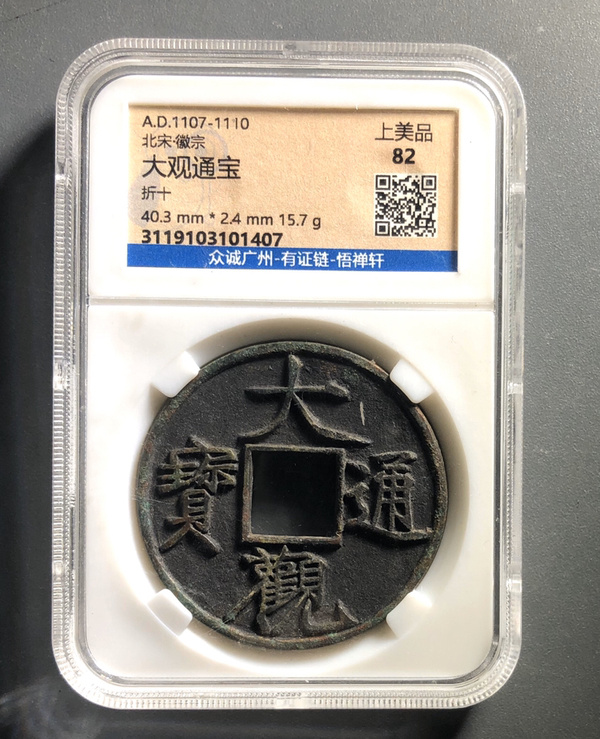 A.D.1107-1110
北宋·徽宗
大观通宝
折十
40.3 mm * 2.4 mm 15.7 g
3119103101407
上美品
82
众诚广州-有证链-悟禅轩
大
觀
通
寶